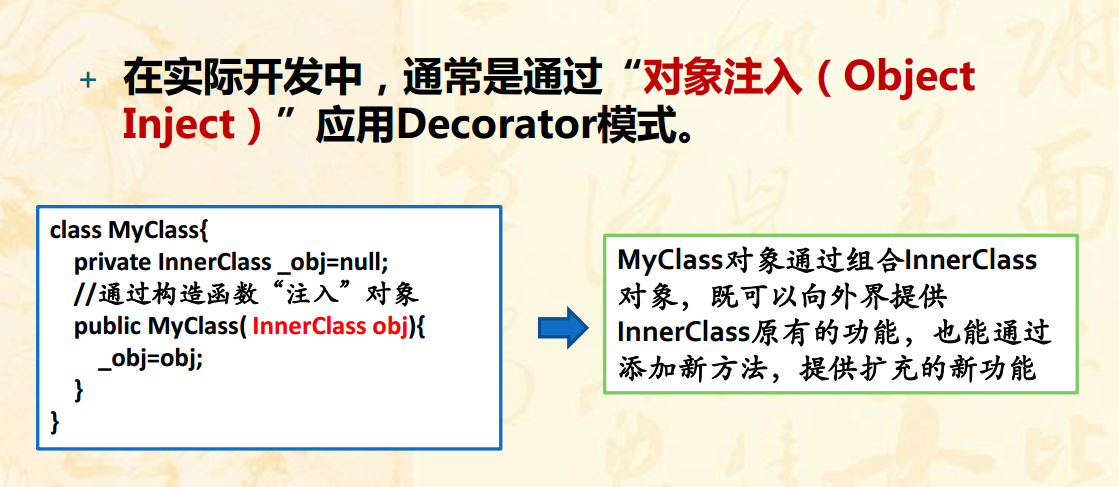 + 在实际开发中，通常是通过“对象注入（Object
Inject）”应用Decorator模式。
class MyClass{
private InnerClass _obj=null;
//通过构造函数“注入”对象
public MyClass( InnerClass obj){
_obj=obj;
}
}
MyClass对象通过组合InnerClass
对象，既可以向外界提供
InnerClass原有的功能，也能通过
添加新方法，提供扩充的新功能